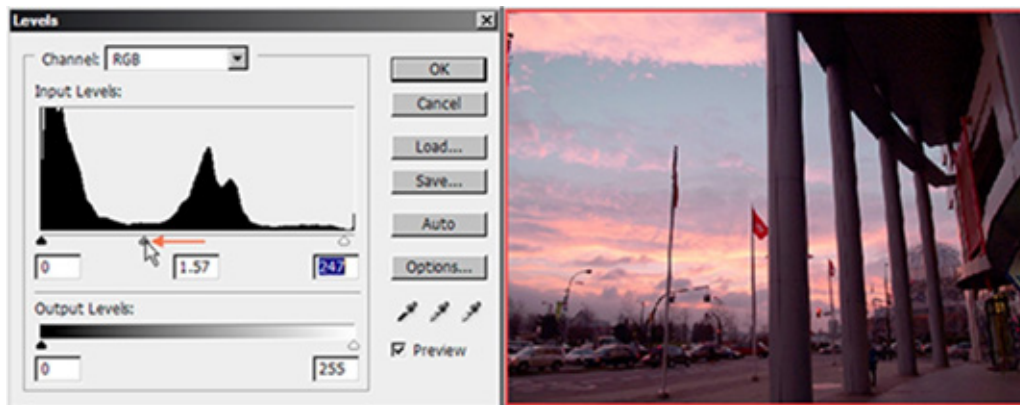 Levels
Channel: RGB
OK
Input Levels:
Cancel
Load...
Save...
Auto
0
1.57
247
Options...
Output Levels:
0
255
Preview